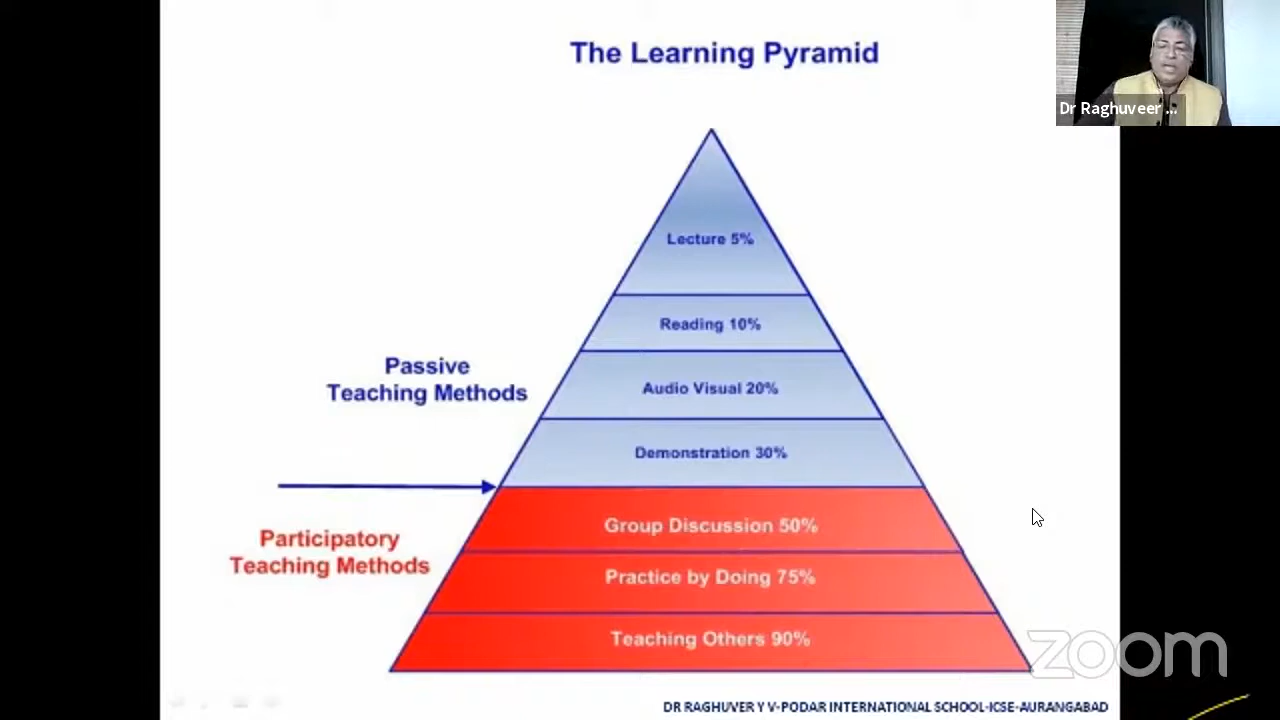 The Learning Pyramid
Dr Raghuveer ...
Lecture 5%
Reading 10%
Passive
Teaching Methods
Audio Visual 20%
Demonstration 30%
Group Discussion 50%
Participatory
Teaching Methods
Practice by Doing 75%
Teaching Others 90%
zoom
DR RAGHUVER Y V-PODAR INTERNATIONAL SCHOOL-ICSE-AURANGABAD